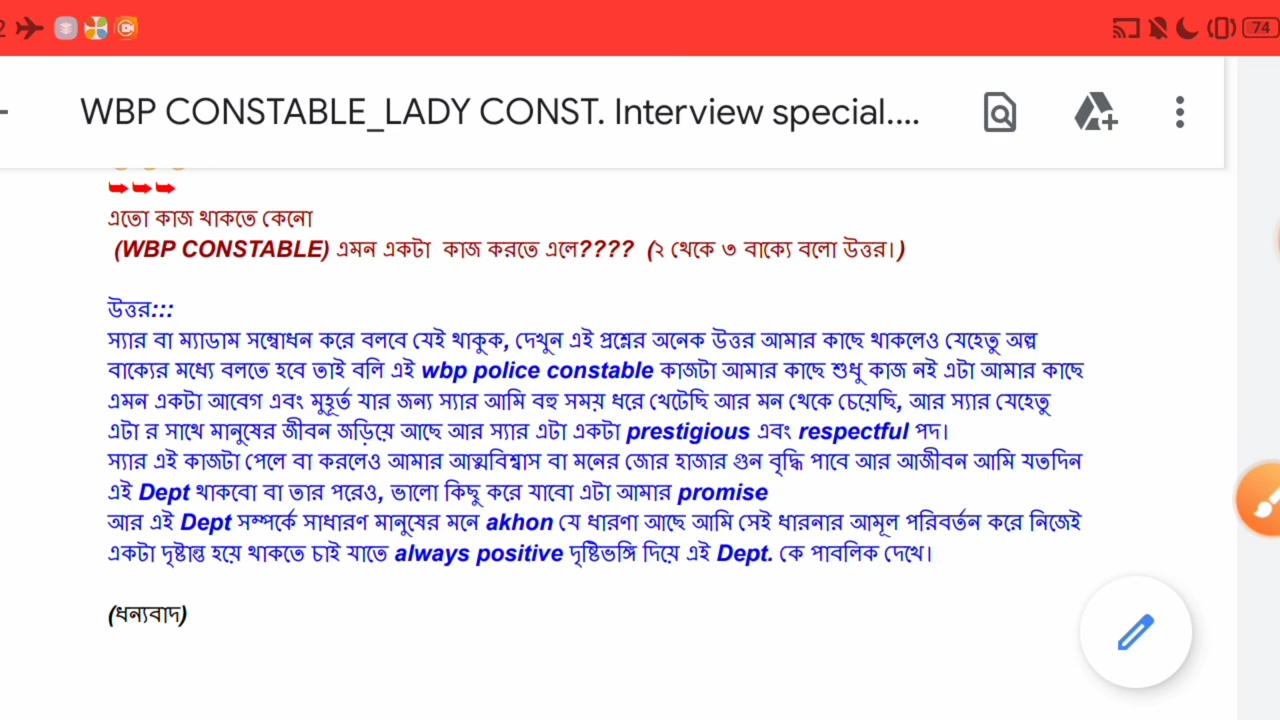 2
74
WBP CONSTABLE_LADY CONST. Interview special....
এতো কাজ থাকতে কেনো
(WBP CONSTABLE) এমন একটা কাজ করতে এলে???? (২ থেকে ৩ বাক্যে বলো উত্তর।)
উত্তর:::
স্যার বা ম্যাডাম সম্বোধন করে বলবে যেই থাকুক, দেখুন এই প্রশ্নের অনেক উত্তর আমার কাছে থাকলেও যেহেতু অল্প
বাক্যের মধ্যে বলতে হবে তাই বলি এই wbp police constable কাজটা আমার কাছে শুধু কাজ নই এটা আমার কাছে
এমন একটা আবেগ এবং মুহূর্ত যার জন্য স্যার আমি বহু সময় ধরে খেটেছি আর মন থেকে চেয়েছি, আর স্যার যেহেতু
এটা র সাথে মানুষের জীবন জড়িয়ে আছে আর স্যার এটা একটা prestigious এবং respectful পদ।
স্যার এই কাজটা পেলে বা করলেও আমার আত্মবিশ্বাস বা মনের জোর হাজার গুন বৃদ্ধি পাবে আর আজীবন আমি যতদিন
এই Dept থাকবো বা তার পরেও, ভালো কিছু করে যাবো এটা আমার promise
আর এই Dept সম্পর্কে সাধারণ মানুষের মনে akhon যে ধারণা আছে আমি সেই ধারনার আমূল পরিবর্তন করে নিজেই
একটা দৃষ্টান্ত হয়ে থাকতে চাই যাতে always positive দৃষ্টিভঙ্গি দিয়ে এই Dept. কে পাবলিক দেখে।
(ধন্যবাদ)